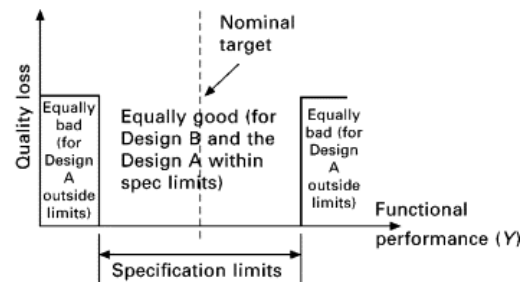 Nominal
target
Quality loss
Equally
bad
(for
Design
A
outside
limits)
Equally good (for
Design B and the
Design A within
spec limits)
Equally
bad (for
Design
A
outside
limits)
Functional
performance (Y)
Specification limits